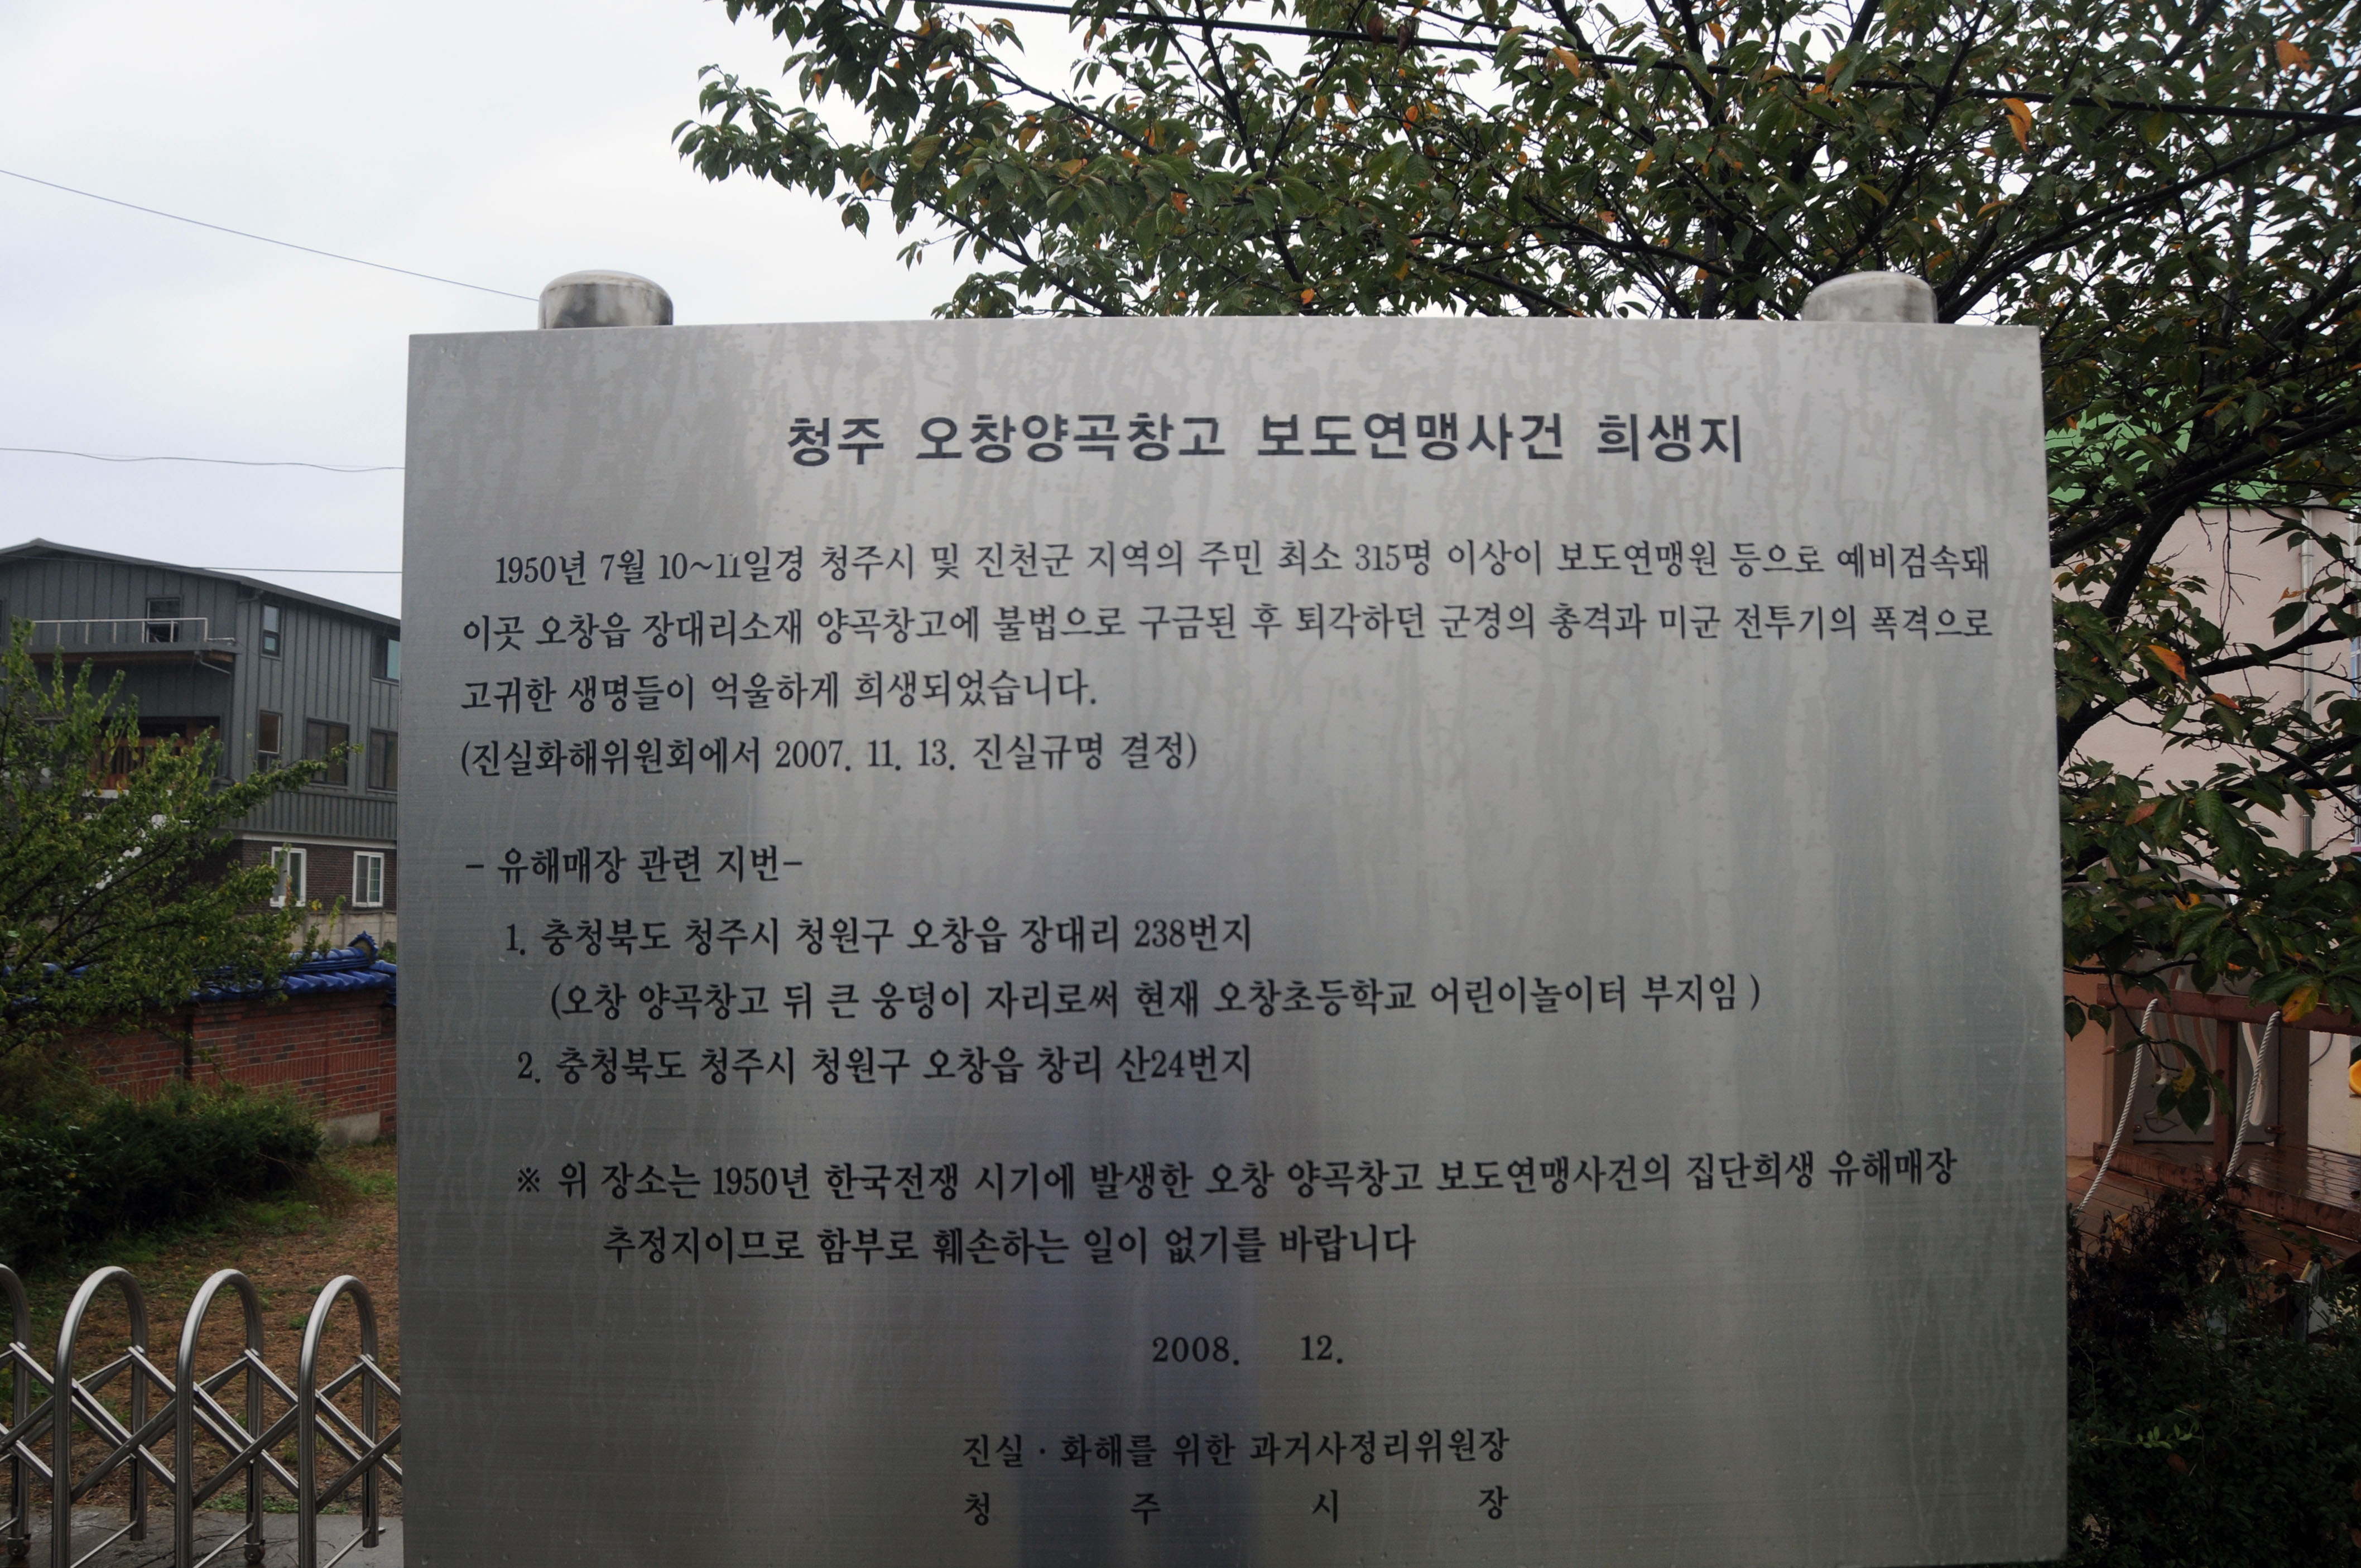 청주 오창양곡창고 보도연맹사건 희생지
1950년 7월 10~11일경 청주시 및 진천군 지역의 주민 최소 315명 이상이 보도연맹원 등으로 예비검속돼
이곳 오창읍 장대리소재 양곡창고에 불법으로 구금된 후 퇴각하던 군경의 총격과 미군 전투기의 폭격으로
고귀한 생명들이 억울하게 희생되었습니다.
(진실화해위원회에서 2007. 11. 13. 진실규명 결정)
- 유해매장 관련 지번-
1. 충청북도 청주시 청원구 오창읍 장대리 238번지
(오창 양곡창고 뒤 큰 웅덩이 자리로써 현재 오창초등학교 어린이놀이터 부지임 )
2. 충청북도 청주시 청원구 오창읍 창리 산24번지
※ 위 장소는 1950년 한국전쟁 시기에 발생한 오창 양곡창고 보도연맹사건의 집단희생 유해매장
추정지이므로 함부로 훼손하는 일이 없기를 바랍니다
2008. 12.
진실 · 화해를 위한 과거사정리위원장
청 주 시 장